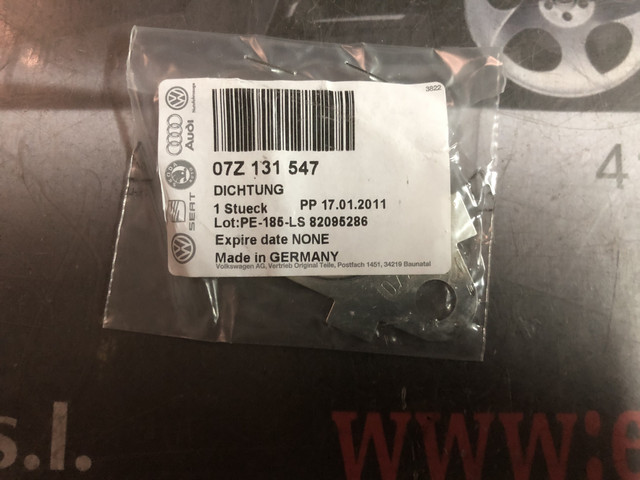 3822
Audi
SEAT
07Z 131 547
DICHTUNG
1 Stueck PP 17.01.2011
Lot:PE-185-LS 82095286
Expire date NONE
Made in GERMANY
Volkswagen AG, Vertrieb Original Teile, Postfach 1451, 34219 Baunatal
4
s.l.
www:e